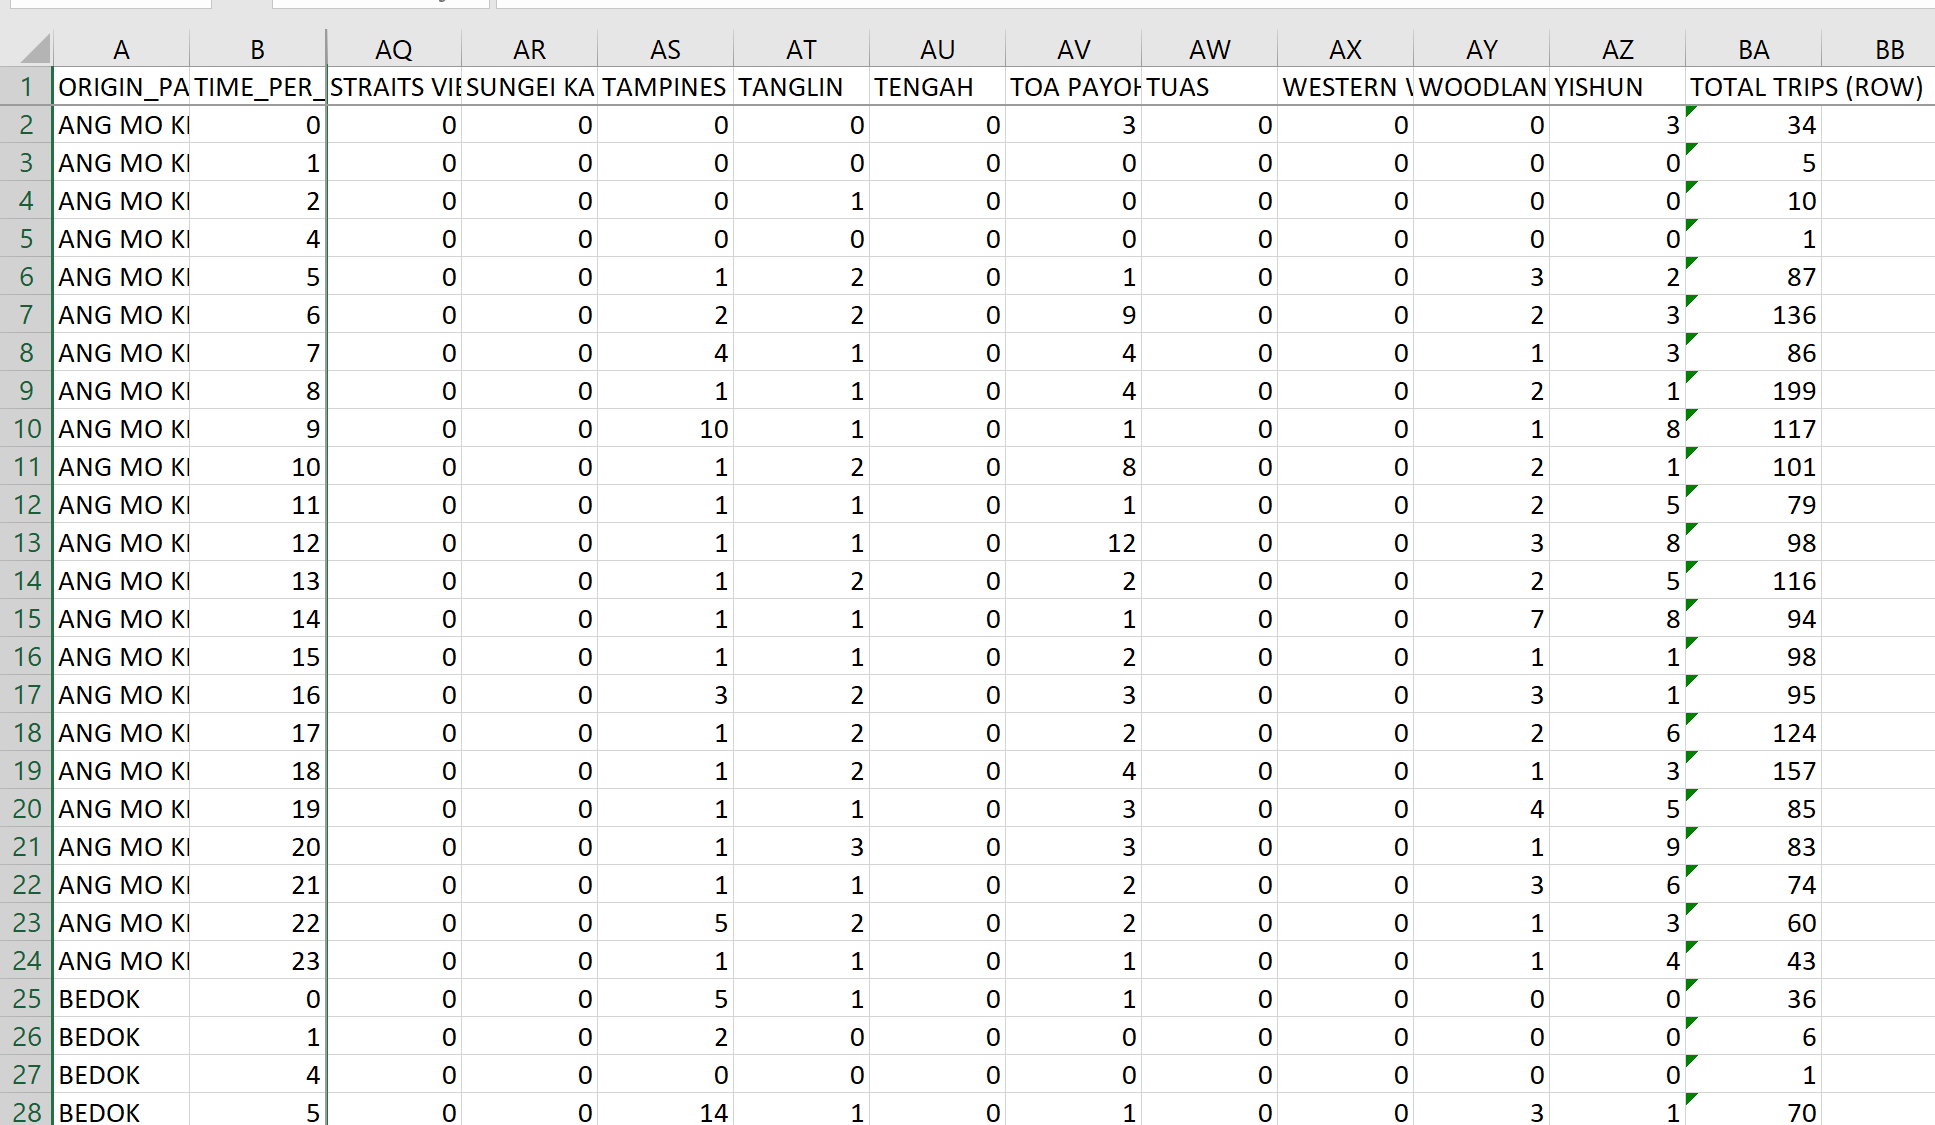 A B AQ AR AS AT AU AV AW AX AY AZ BA BB
1 ORIGIN_PA TIME_PER_ STRAITS VIE SUNGEI KA TAMPINES TANGLIN TENGAH TOA PAYOH TUAS WESTERN WOODLAN YISHUN TOTAL TRIPS (ROW)
2 ANG MO KI 0 0 0 0 0 0 3 0 0 0 3 34
3 ANG MO KI 1 0 0 0 0 0 0 0 0 0 0 5
4 ANG MO KI 2 0 0 0 1 0 0 0 0 0 0 10
5 ANG MO KI 4 0 0 0 0 0 0 0 0 0 0 1
6 ANG MO KI 5 0 0 1 2 0 1 0 0 3 2 87
7 ANG MO KI 6 0 0 2 2 0 9 0 0 2 3 136
8 ANG MO KI 7 0 0 4 1 0 4 0 0 1 3 86
9 ANG MO KI 8 0 0 1 1 0 4 0 0 2 1 199
10 ANG MO KI 9 0 0 10 1 0 1 0 0 1 8 117
11 ANG MO KI 10 0 0 1 2 0 8 0 0 2 1 101
12 ANG MO KI 11 0 0 1 1 0 1 0 0 2 5 79
13 ANG MO KI 12 0 0 1 1 0 12 0 0 3 8 98
14 ANG MO KI 13 0 0 1 2 0 2 0 0 2 5 116
15 ANG MO KI 14 0 0 1 1 0 1 0 0 7 8 94
16 ANG MO KI 15 0 0 1 1 0 2 0 0 1 1 98
17 ANG MO KI 16 0 0 3 2 0 3 0 0 3 1 95
18 ANG MO KI 17 0 0 1 2 0 2 0 0 2 6 124
19 ANG MO KI 18 0 0 1 2 0 4 0 0 1 3 157
20 ANG MO KI 19 0 0 1 1 0 3 0 0 4 5 85
21 ANG MO KI 20 0 0 1 3 0 3 0 0 1 9 83
22 ANG MO KI 21 0 0 1 1 0 2 0 0 3 6 74
23 ANG MO KI 22 0 0 5 2 0 2 0 0 1 3 60
24 ANG MO KI 23 0 0 1 1 0 1 0 0 1 4 43
25 BEDOK 0 0 0 5 1 0 1 0 0 0 0 36
26 BEDOK 1 0 0 2 0 0 0 0 0 0 0 6
27 BEDOK 4 0 0 0 0 0 0 0 0 0 0 1
28 BEDOK 5 0 0 14 1 0 1 0 0 3 1 70